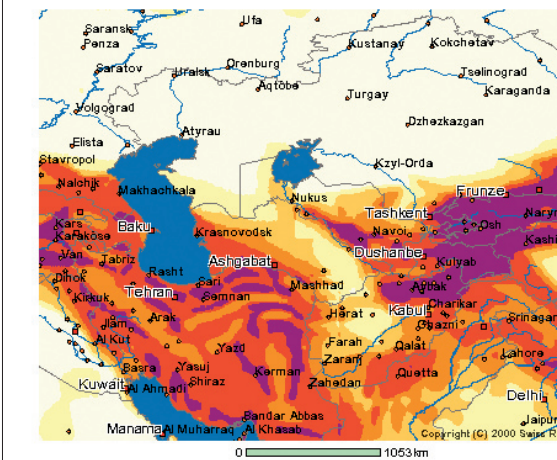 Ufa
Saransk
Penza
Kustanay
Kokchetav
Saratov
Uralsk
Orenburg
Tselinograd
Aqtöbe
Karaganda
Turgay
Volgograd
Dzhezkazgan
Atyrau
Elista
Stavropol
Kzyl-Orda
Nalchik
Makhachkala
Nukus
Frunze
Tashkent
Naryn
Kars
Baku
Krasnovodsk
Navoi
Osh
Karaköse
Kashi
Van
Tabriz
Ashgabat
Dushanbe
Kulyab
Dihok
Rasht
Sari
Mashhad
Aybak
Kirkuk
Tehran
Semnan
Charikar
Herat
Kabul
Ilam
Arak
Ghazni
Srinagar
Al Kut
Yazd
Farah
Qalat
Lahore
Basra
Yasuj
Kerman
Zaranj
Quetta
Kuwait
Al Ahmadi
Shiraz
Zahedan
Delhi
Bandar Abbas
Jaipur
Manama
Al Muharraq
Al Khasab
Copyright (C) 2000 Swiss R
0 1053 km